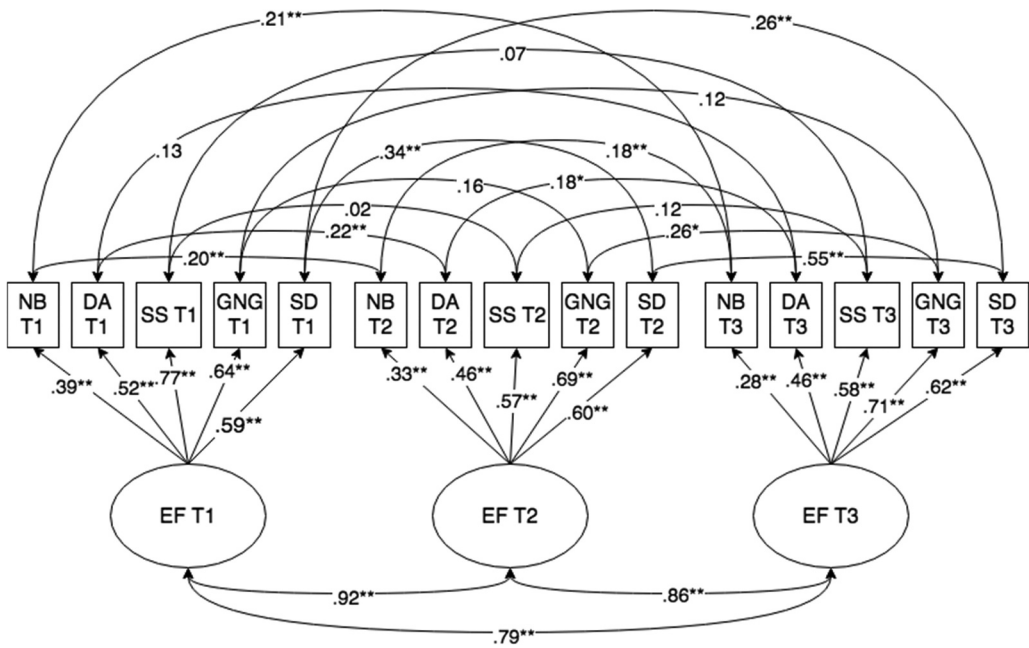 .21**
.26**
.07
.12
.13
.34**
.18**
.16
.18*
.02
.12
.22**
.26*
.20**
.55**
NB T1
DA T1
SS T1
GNG T1
SD T1
NB T2
DA T2
SS T2
GNG T2
SD T2
NB T3
DA T3
SS T3
GNG T3
SD T3
.39**
.52**
.77**
.64**
.59**
.33**
.46**
.57**
.69**
.60**
.28**
.46**
.58**
.71**
.62**
EF T1
EF T2
EF T3
.92**
.86**
.79**